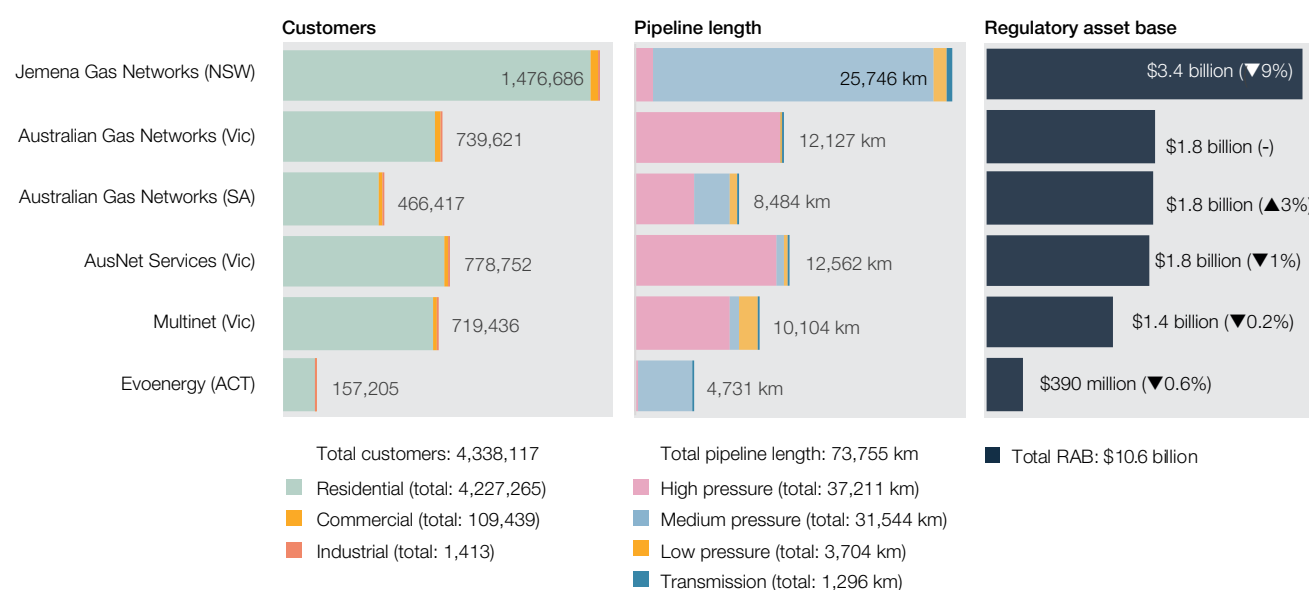 Customers
Pipeline length
Regulatory asset base
Jemena Gas Networks (NSW)
1,476,686
25,746 km
$3.4 billion (▼9%)
Australian Gas Networks (Vic)
739,621
12,127 km
$1.8 billion (-)
Australian Gas Networks (SA)
466,417
8,484 km
$1.8 billion (▲3%)
AusNet Services (Vic)
778,752
12,562 km
$1.8 billion (▼1%)
Multinet (Vic)
719,436
10,104 km
$1.4 billion (▼0.2%)
Evoenergy (ACT)
157,205
4,731 km
$390 million (▼0.6%)
Total customers: 4,338,117
Residential (total: 4,227,265)
Commercial (total: 109,439)
Industrial (total: 1,413)
Total pipeline length: 73,755 km
High pressure (total: 37,211 km)
Medium pressure (total: 31,544 km)
Low pressure (total: 3,704 km)
Transmission (total: 1,296 km)
Total RAB: $10.6 billion